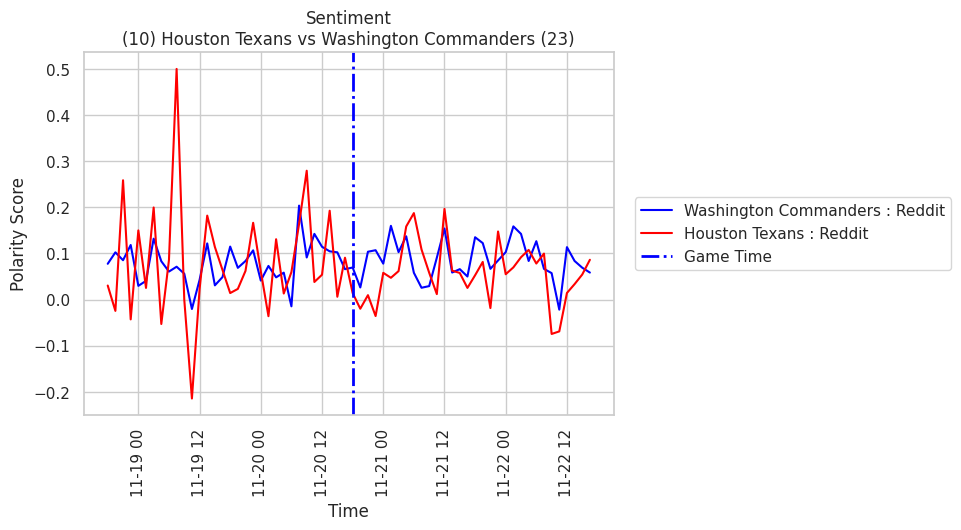 Sentiment
(10) Houston Texans vs Washington Commanders (23)
Polarity Score
0.5
0.4
0.3
0.2
0.1
0.0
−0.1
−0.2
11-19 00
11-19 12
11-20 00
11-20 12
11-21 00
11-21 12
11-22 00
11-22 12
Time
Washington Commanders : Reddit
Houston Texans : Reddit
Game Time